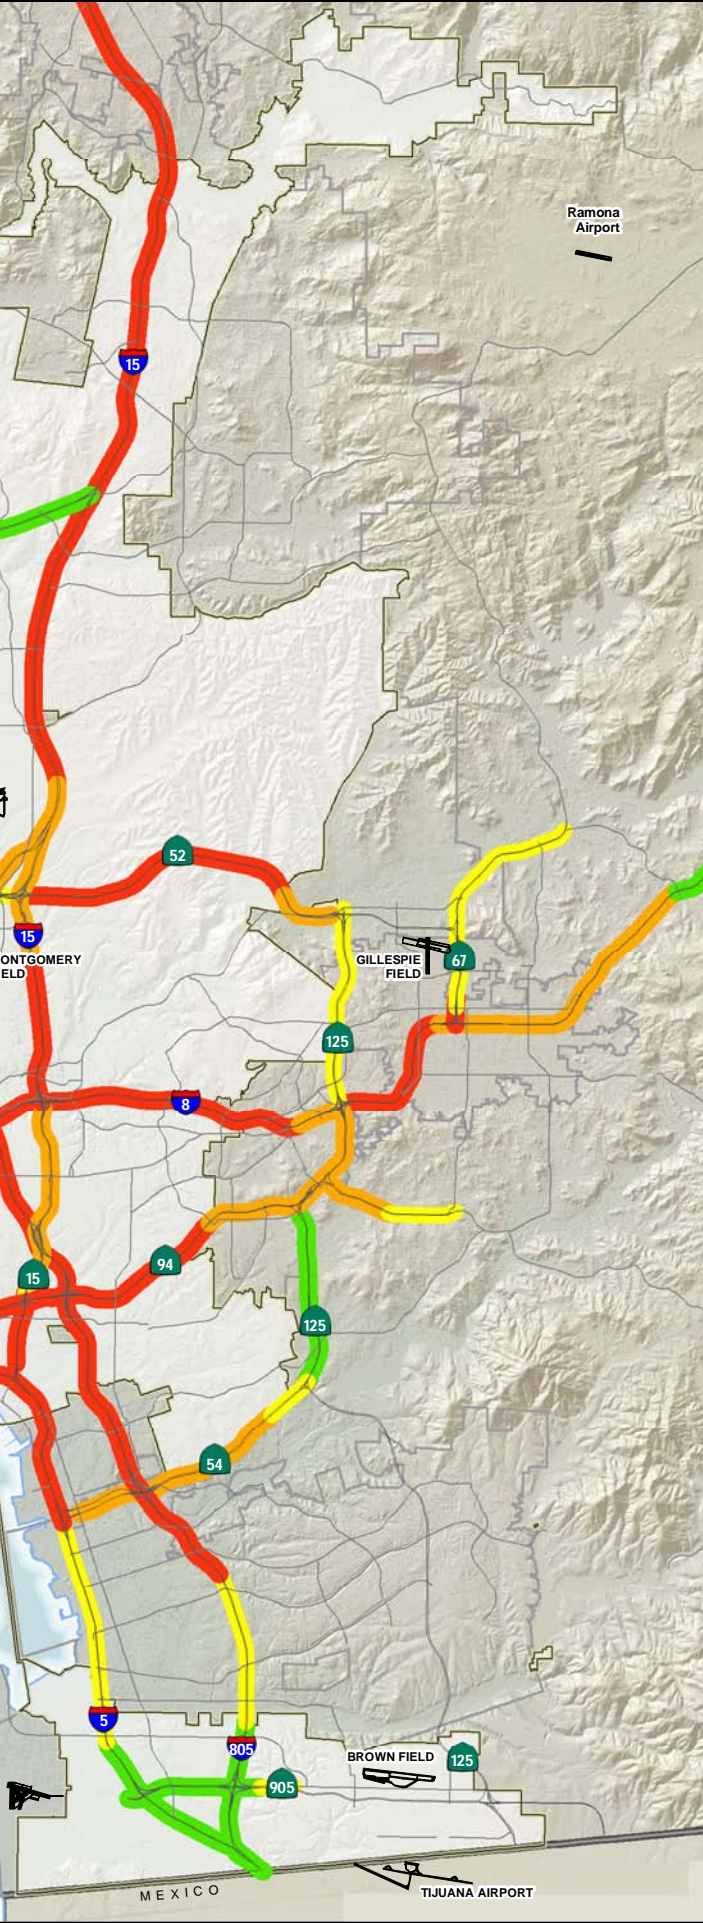 Ramona
Airport
15
52
15
ONTGOMERY
ELD
GILLESPIE
FIELD
67
125
8
94
15
125
54
5
805
BROWN FIELD
125
905
MEXICO
TIJUANA AIRPORT